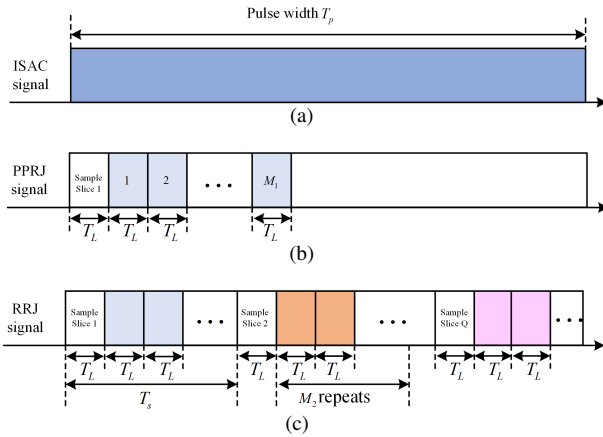 Pulse width T_p
ISAC signal
(a)
PPRJ signal
Sample Slice 1
1
2
• • •
M_1
T_L
T_L
T_L
T_L
(b)
RRJ signal
Sample Slice 1
• • •
Sample Slice 2
• • •
Sample Slice Q
• • •
T_L
T_L
T_L
T_L
T_L
T_L
T_L
T_L
T_L
T_s
M_2 repeats
(c)